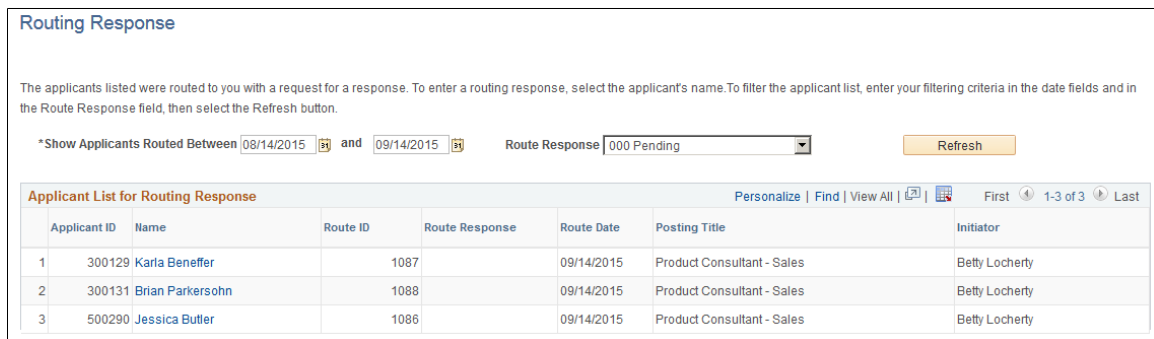 Routing Response
The applicants listed were routed to you with a request for a response. To enter a routing response, select the applicant's name.To filter the applicant list, enter your filtering criteria in the date fields and in
the Route Response field, then select the Refresh button.
*Show Applicants Routed Between 08/14/2015 31 and 09/14/2015 31 Route Response 000 Pending Refresh
Applicant List for Routing Response Personalize | Find | View All | | First 1-3 of 3 Last
Applicant ID Name Route ID Route Response Route Date Posting Title Initiator
1 300129 Karla Beneffer 1087 09/14/2015 Product Consultant - Sales Betty Locherty
2 300131 Brian Parkersohn 1088 09/14/2015 Product Consultant - Sales Betty Locherty
3 500290 Jessica Butler 1086 09/14/2015 Product Consultant - Sales Betty Locherty